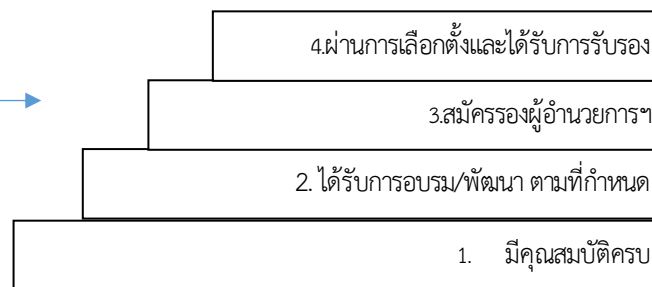 4.ผ่านการเลือกตั้งและได้รับการรับรอง
3.สมัครรองผู้อำนวยการฯ
2. ได้รับการอบรม/พัฒนา ตามที่กำหนด
1. มีคุณสมบัติครบ